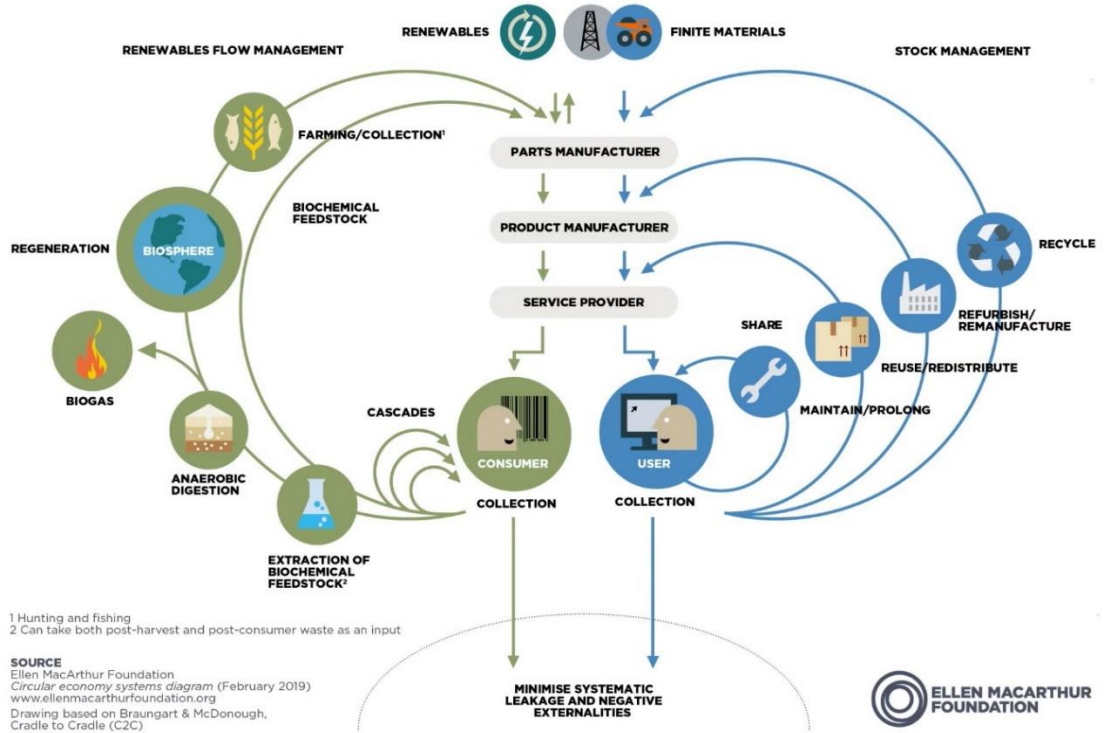 RENEWABLES
FINITE MATERIALS
RENEWABLES FLOW MANAGEMENT
STOCK MANAGEMENT
FARMING/COLLECTION¹
PARTS MANUFACTURER
BIOCHEMICAL
FEEDSTOCK
PRODUCT MANUFACTURER
REGENERATION
BIOSPHERE
RECYCLE
SERVICE PROVIDER
SHARE
REFURBISH/
REMANUFACTURE
REUSE/REDISTRIBUTE
BIOGAS
CASCADES
MAINTAIN/PROLONG
CONSUMER
USER
ANAEROBIC
DIGESTION
COLLECTION
COLLECTION
EXTRACTION OF
BIOCHEMICAL
FEEDSTOCK²
1 Hunting and fishing
2 Can take both post-harvest and post-consumer waste as an input
SOURCE
Ellen MacArthur Foundation
Circular economy systems diagram (February 2019)
www.ellenmacarthurfoundation.org
Drawing based on Braungart & McDonough,
Cradle to Cradle (C2C)
MINIMISE SYSTEMATIC
LEAKAGE AND NEGATIVE
EXTERNALITIES
ELLEN MACARTHUR
FOUNDATION